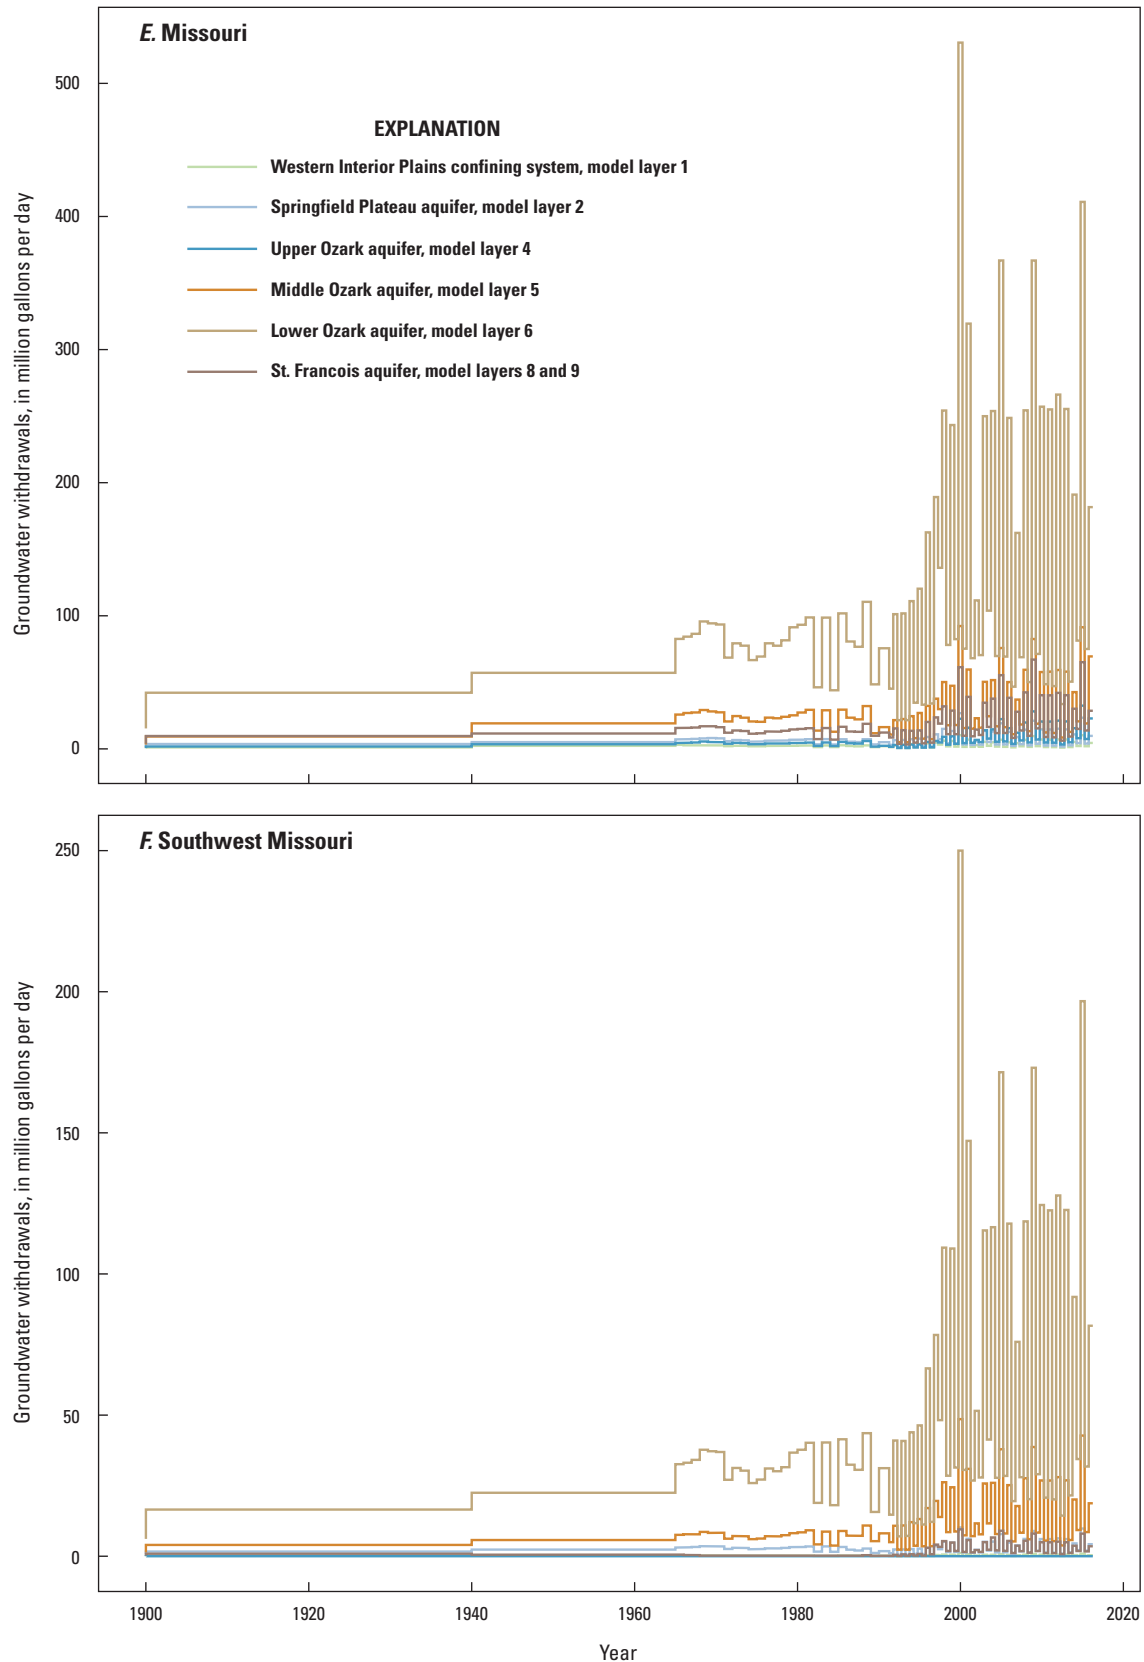 E. Missouri
500
400
300
200
100
0
Groundwater withdrawals, in million gallons per day
EXPLANATION
Western Interior Plains confining system, model layer 1
Springfield Plateau aquifer, model layer 2
Upper Ozark aquifer, model layer 4
Middle Ozark aquifer, model layer 5
Lower Ozark aquifer, model layer 6
St. Francois aquifer, model layers 8 and 9
F. Southwest Missouri
250
200
150
100
50
0
Groundwater withdrawals, in million gallons per day
1900 1920 1940 1960 1980 2000 2020
Year